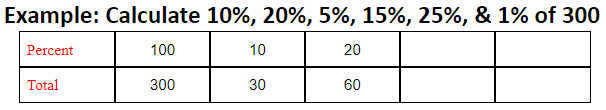 Example: Calculate 10%, 20%, 5%, 15%, 25%, & 1% of 300
Percent 100 10 20
Total 300 30 60